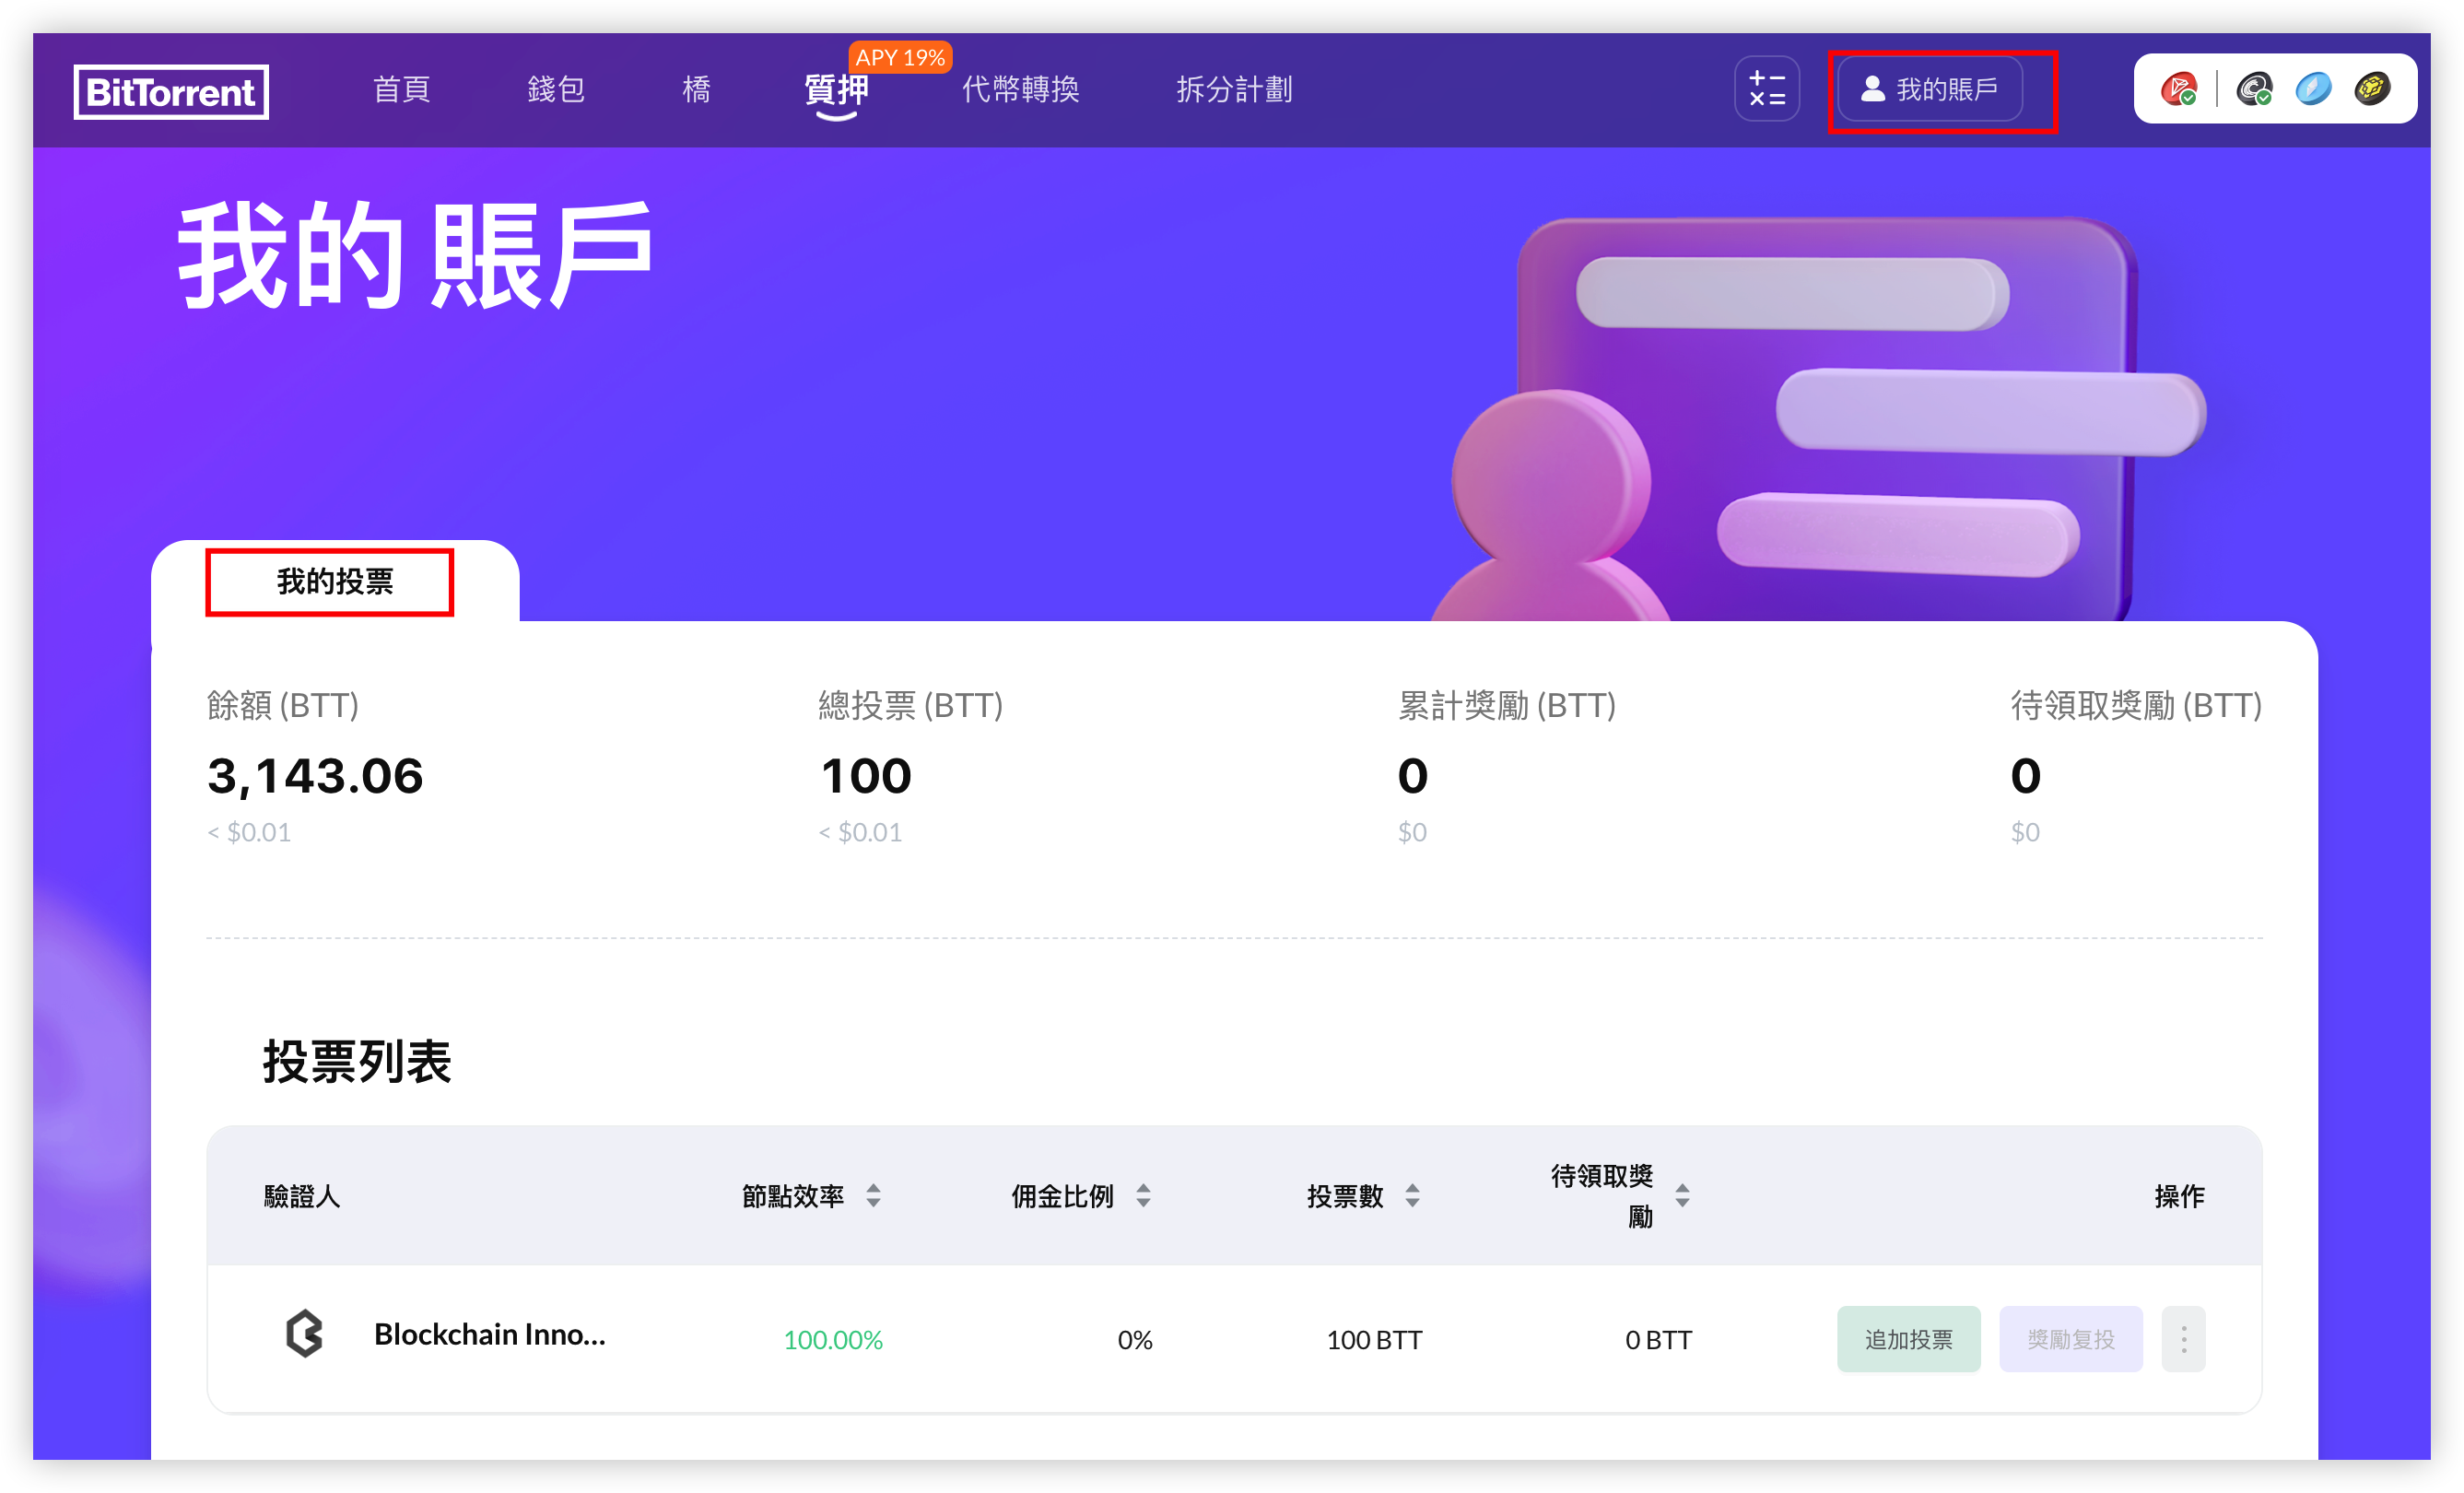 BitTorrent
首頁
錢包
橋
質押
APY 19%
代幣轉換
拆分計劃
我的賬戶
我的 賬戶
我的投票
餘額 (BTT)
3,143.06
< $0.01
總投票 (BTT)
100
< $0.01
累計獎勵 (BTT)
0
$0
待領取獎勵 (BTT)
0
$0
投票列表
驗證人
節點效率
佣金比例
投票數
待領取獎
勵
操作
Blockchain Inno...
100.00%
0%
100 BTT
0 BTT
追加投票
獎勵复投